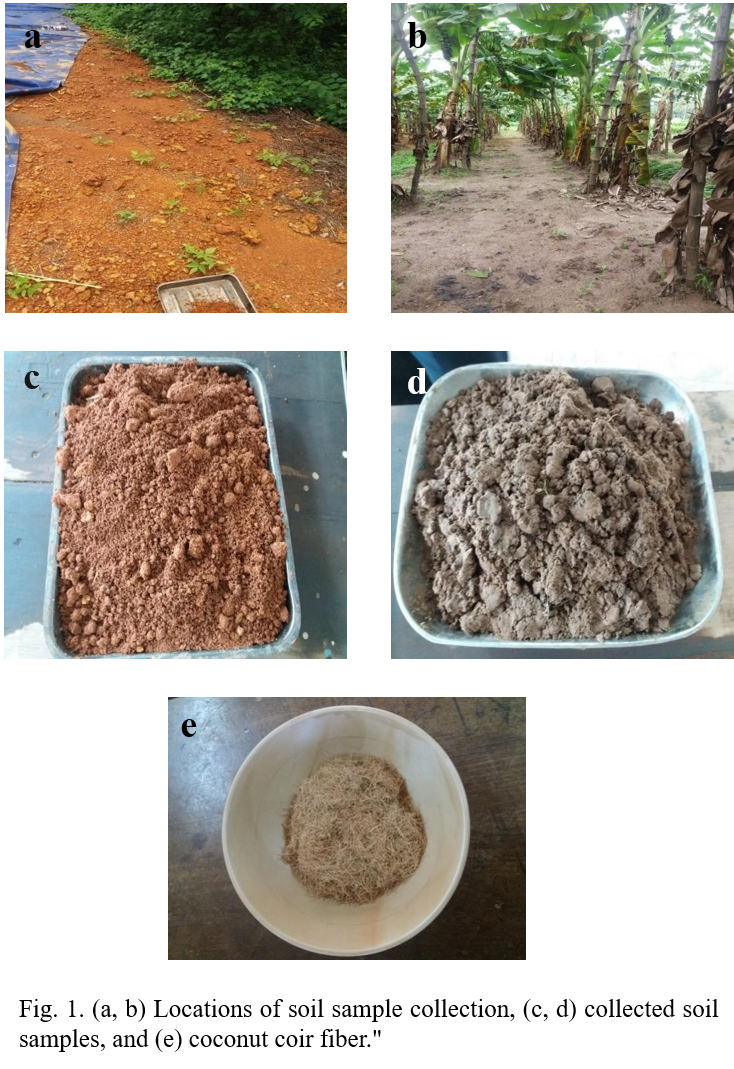 a
b
c
d
e
Fig. 1. (a, b) Locations of soil sample collection, (c, d) collected soil
samples, and (e) coconut coir fiber."